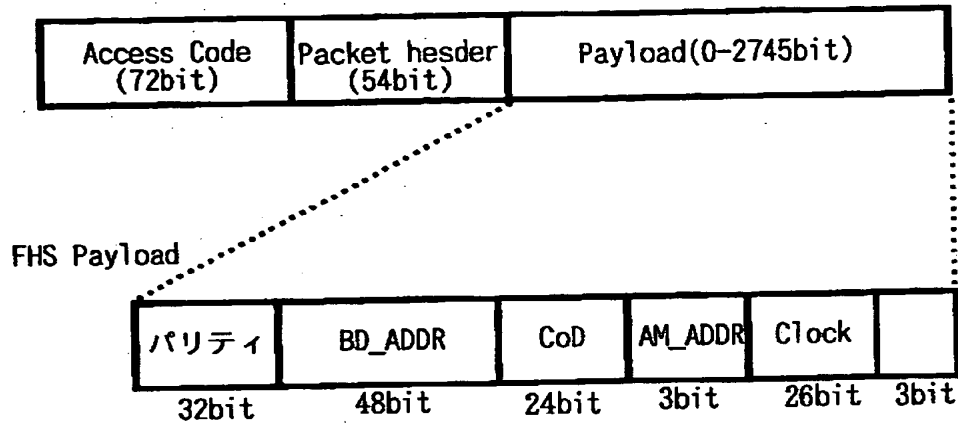 Access Code
(72bit)
Packet hesder
(54bit)
Payload(0-2745bit)
FHS Payload
パリティ
BD_ADDR
CoD
AM_ADDR
Clock
32bit
48bit
24bit
3bit
26bit
3bit